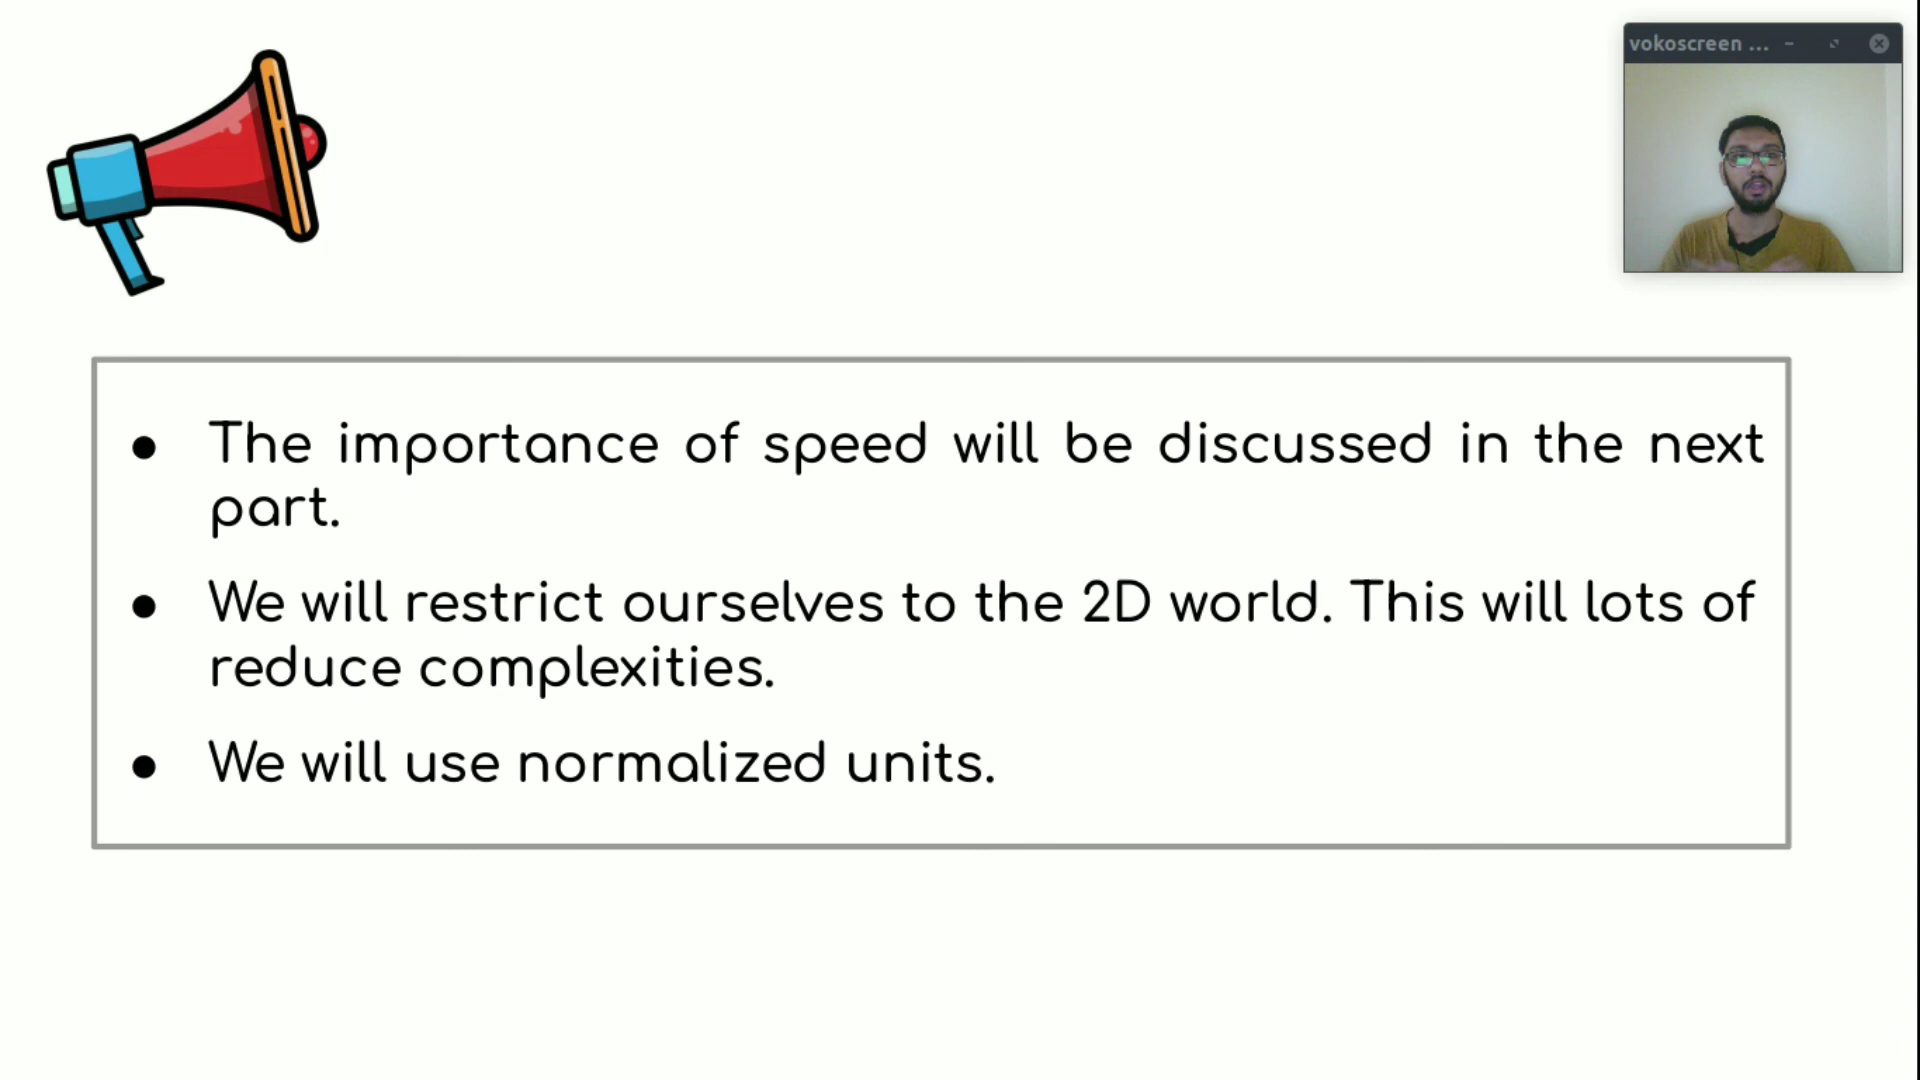 vokoscreen ...
● The importance of speed will be discussed in the next
part.
● We will restrict ourselves to the 2D world. This will lots of
reduce complexities.
● We will use normalized units.